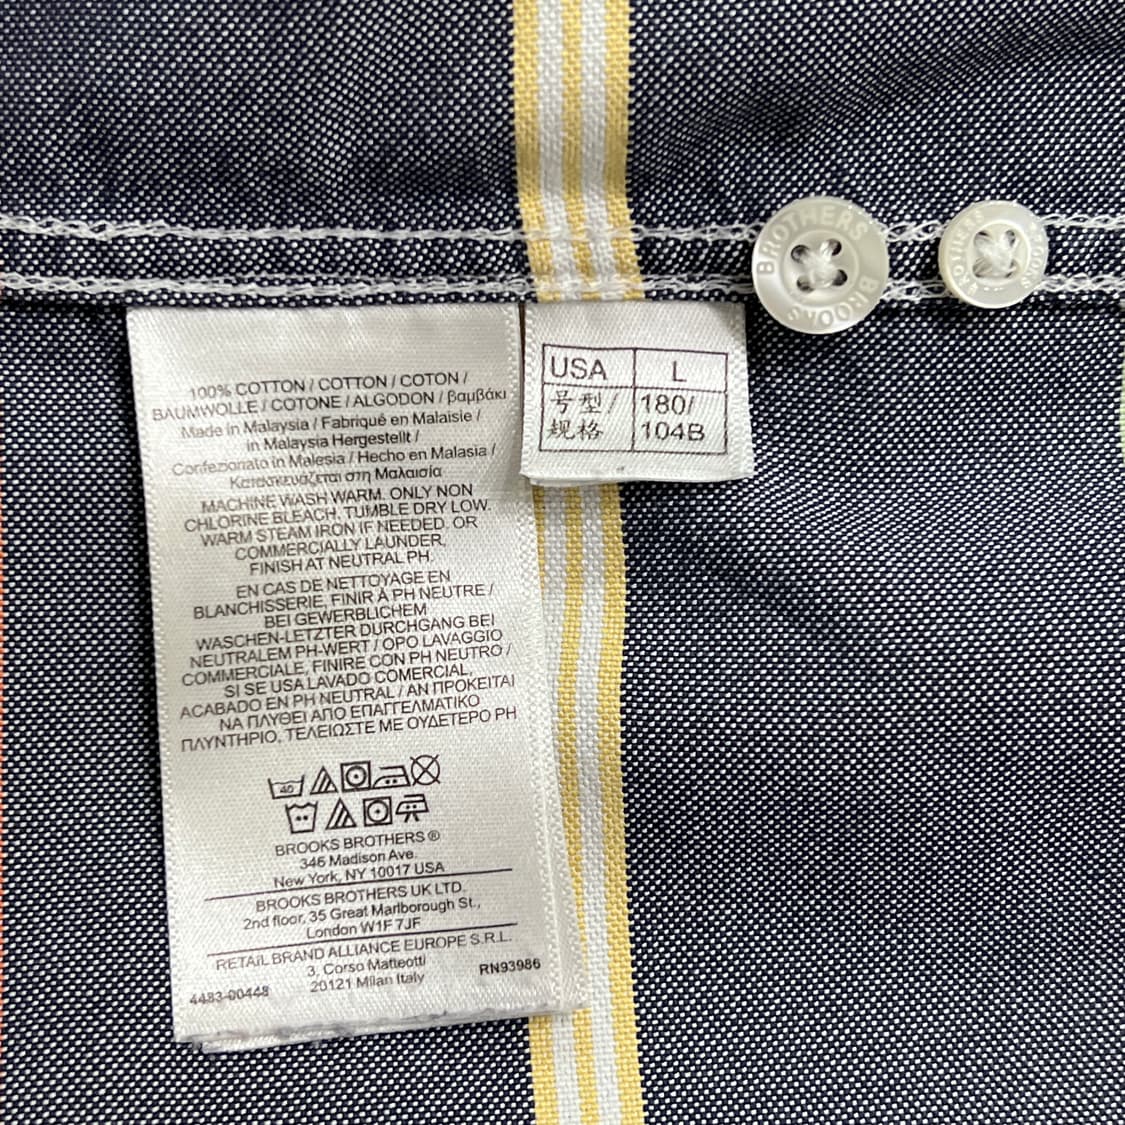 100% COTTON / COTTON / COTON /
BAUMWOLLE / COTONE / ALGODON / βαμβάκι
Made in Malaysia / Fabriqué en Malaisie /
in Malaysia Hergestellt /
Confezionato in Malesia / Hecho en Malasia /
Κατασκευάζεται στη Μαλαισία
MACHINE WASH WARM. ONLY NON
CHLORINE BLEACH. TUMBLE DRY LOW.
WARM STEAM IRON IF NEEDED. OR
COMMERCIALLY LAUNDER,
FINISH AT NEUTRAL PH.
EN CAS DE NETTOYAGE EN
BLANCHISSERIE, FINIR À PH NEUTRE /
BEI GEWERBLICHEM
WASCHEN-LETZTER DURCHGANG BEI
NEUTRALEM PH-WERT / OPO LAVAGGIO
COMMERCIALE, FINIRE CON PH NEUTRO /
SI SE USA LAVADO COMERCIAL,
ACABADO EN PH NEUTRAL / ΑΝ ΠΡΟΚΕΙΤΑΙ
ΝΑ ΠΛΥΘΕΙ ΑΠΟ ΕΠΑΓΓΕΛΜΑΤΙΚΟ
ΠΛΥΝΤΗΡΙΟ, ΤΕΛΕΙΩΣΤΕ ΜΕ ΟΥΔΕΤΕΡΟ PH
40
BROOKS BROTHERS ®
346 Madison Ave.
New York, NY 10017 USA
BROOKS BROTHERS UK LTD.
2nd floor, 35 Great Marlborough St.,
London W1F 7JF
RETAIL BRAND ALLIANCE EUROPE S.R.L.
3, Corso Matteotti
20121 Milan Italy
RN93986
4483-00448
USA L
号型/ 180/
规格 104B
BROTHERS BROOKS
BROTHERS BROOKS